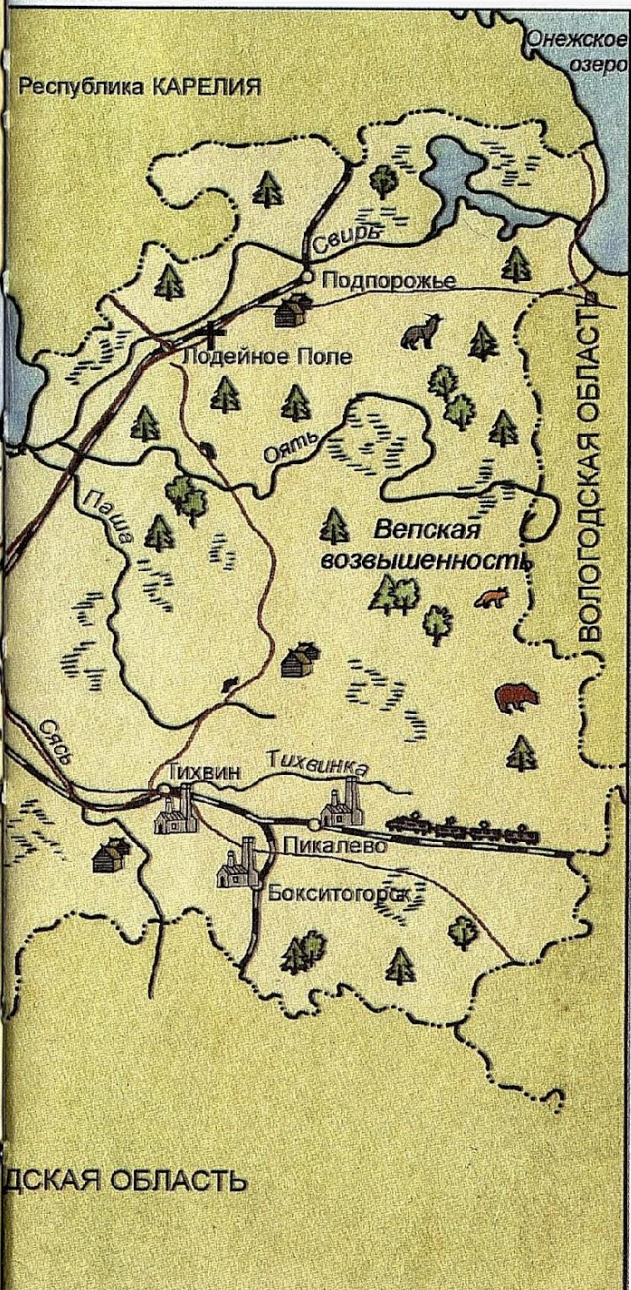 Онежское
озеро
Республика КАРЕЛИЯ
Свирь
Подпорожье
Лодейное Поле
ВОЛОГОДСКАЯ ОБЛАСТЬ
Оять
Паша
Вепская
возвышенность
Сясь
Тихвин
Тихвинка
Пикалево
Бокситогорск
ДСКАЯ ОБЛАСТЬ